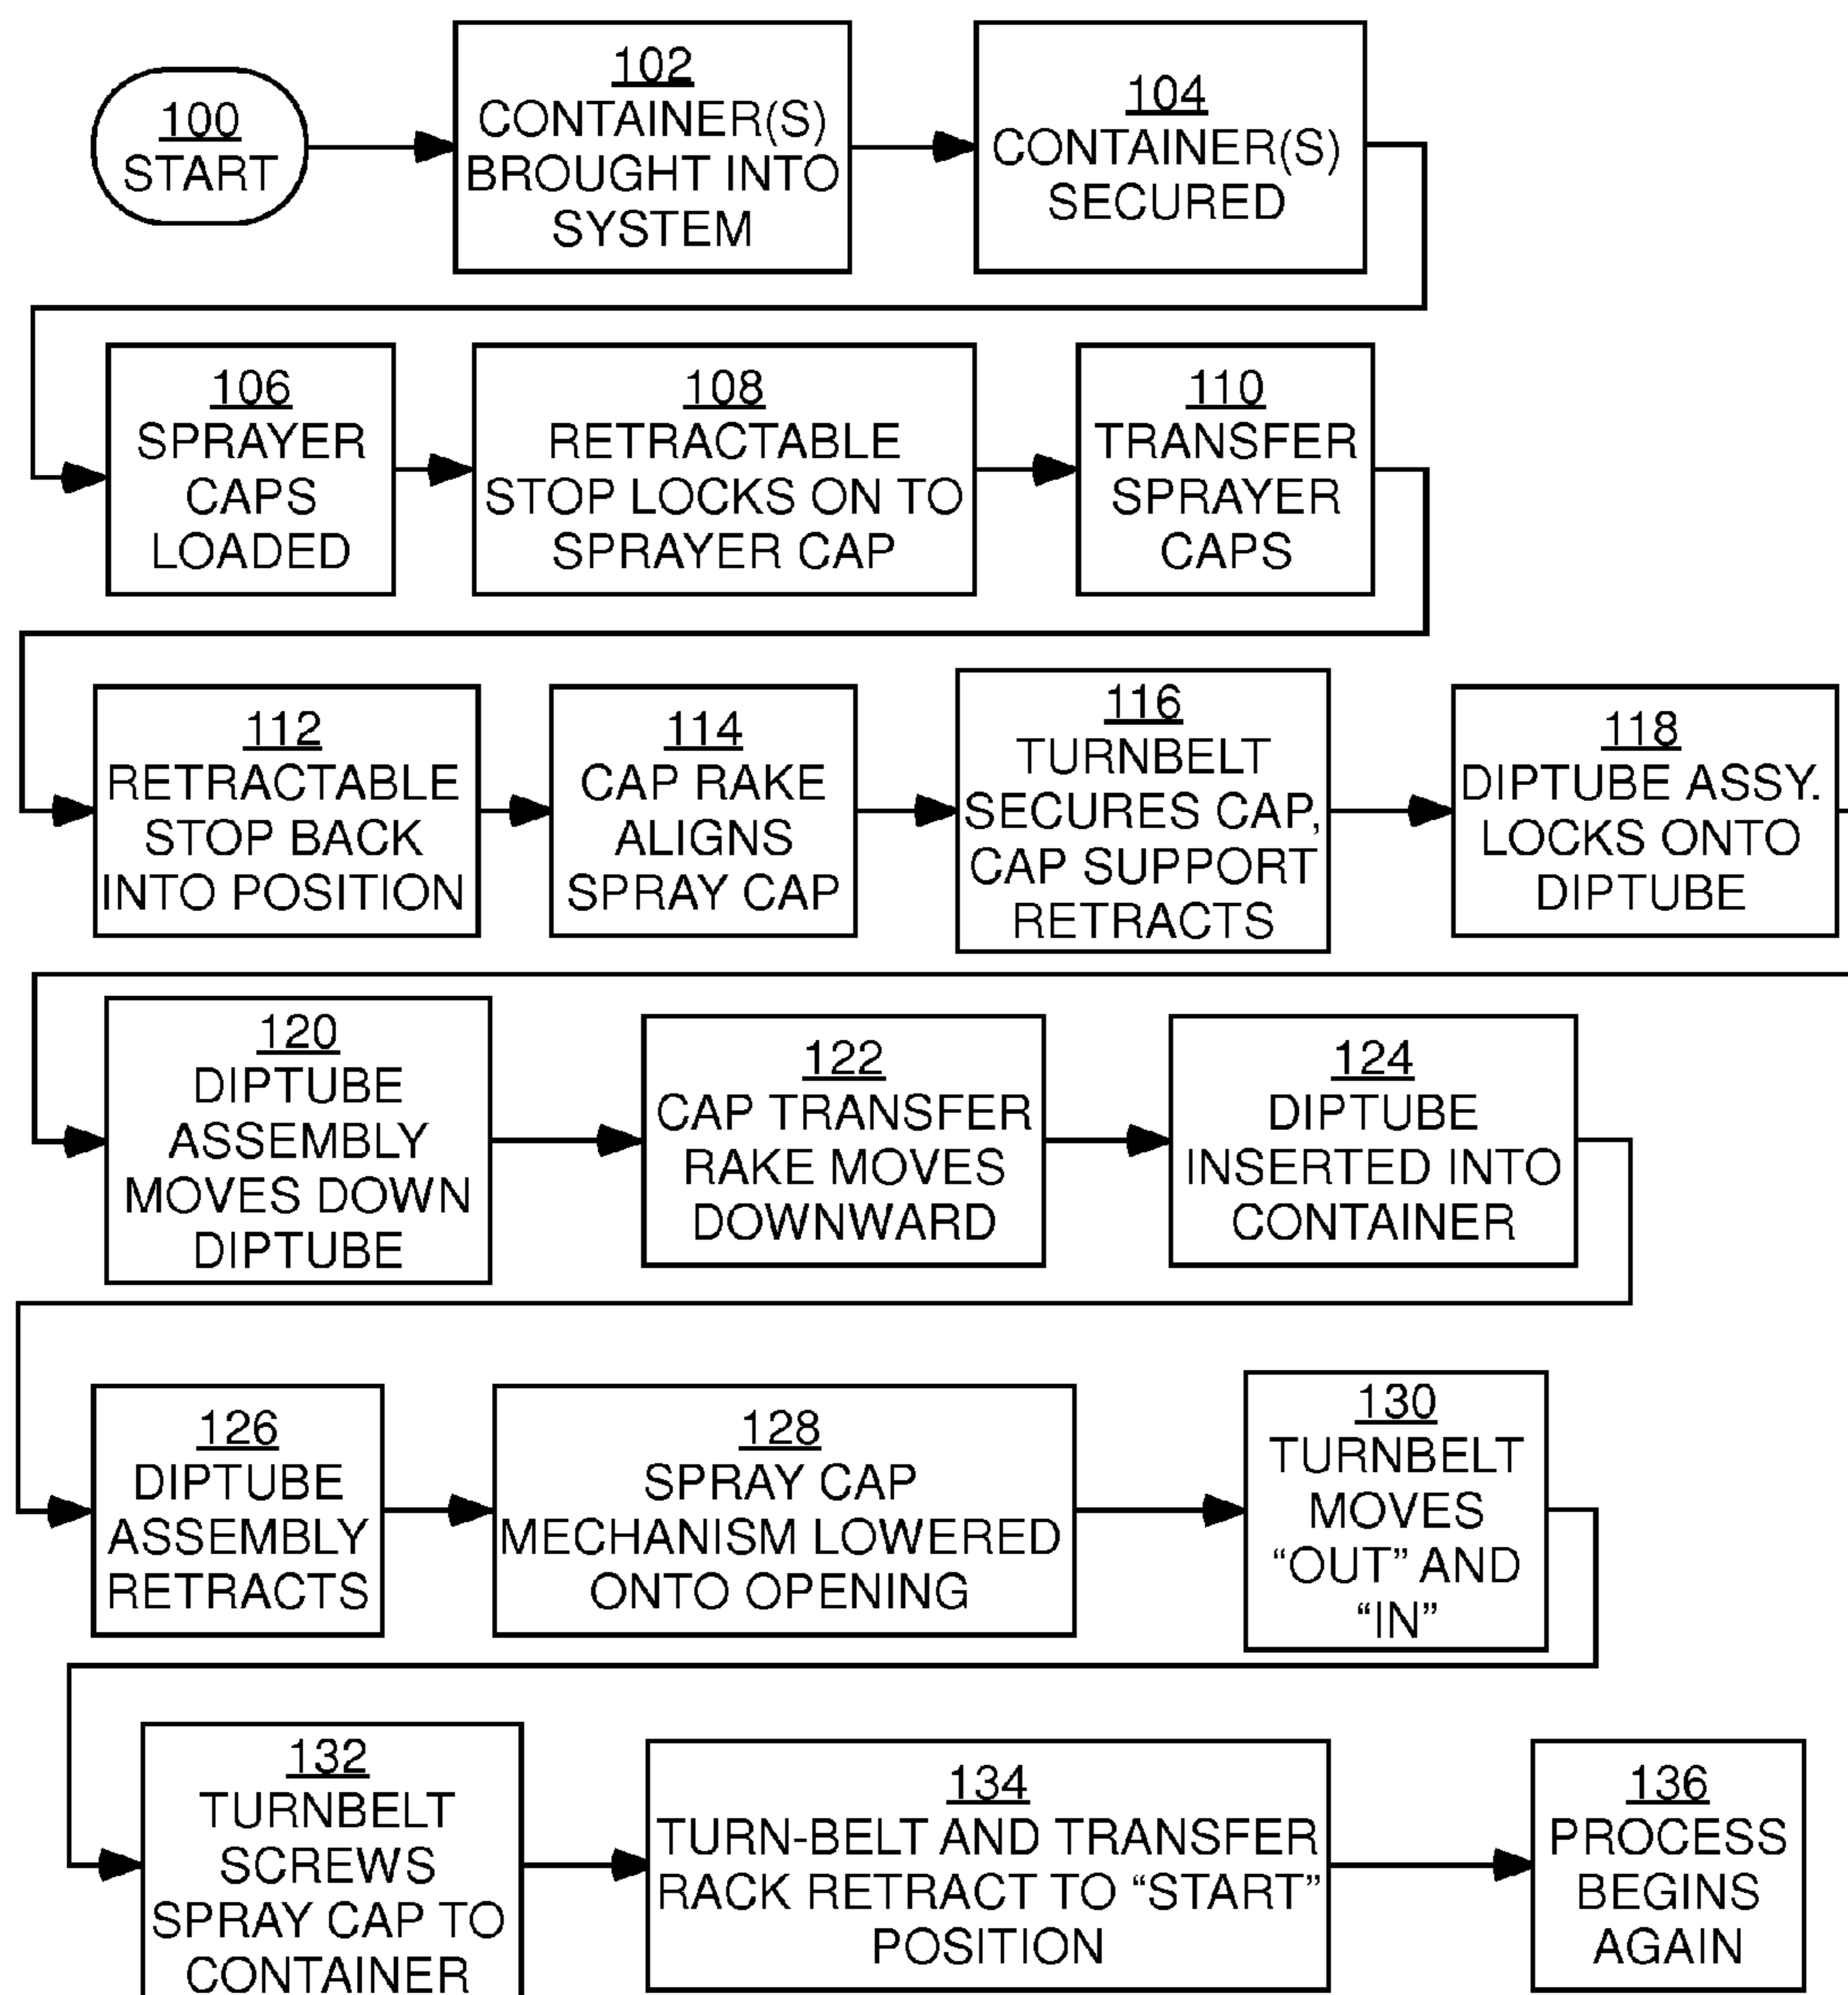 100
START
102
CONTAINER(S)
BROUGHT INTO
SYSTEM
104
CONTAINER(S)
SECURED
106
SPRAYER
CAPS
LOADED
108
RETRACTABLE
STOP LOCKS ON TO
SPRAYER CAP
110
TRANSFER
SPRAYER
CAPS
112
RETRACTABLE
STOP BACK
INTO POSITION
114
CAP RAKE
ALIGNS
SPRAY CAP
116
TURNBELT
SECURES CAP,
CAP SUPPORT
RETRACTS
118
DIPTUBE ASSY.
LOCKS ONTO
DIPTUBE
120
DIPTUBE
ASSEMBLY
MOVES DOWN
DIPTUBE
122
CAP TRANSFER
RAKE MOVES
DOWNWARD
124
DIPTUBE
INSERTED INTO
CONTAINER
126
DIPTUBE
ASSEMBLY
RETRACTS
128
SPRAY CAP
MECHANISM LOWERED
ONTO OPENING
130
TURNBELT
MOVES
“OUT” AND
“IN”
132
TURNBELT
SCREWS
SPRAY CAP TO
CONTAINER
134
TURN-BELT AND TRANSFER
RACK RETRACT TO “START”
POSITION
136
PROCESS
BEGINS
AGAIN